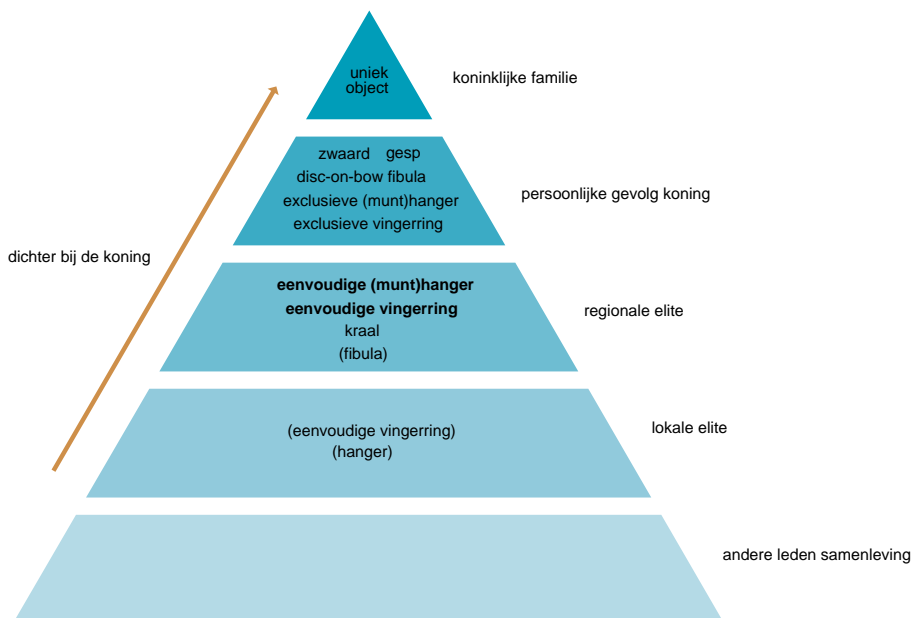 uniek
object
koninklijke familie
zwaard gesp
disc-on-bow fibula
exclusieve (munt)hanger
exclusieve vingerring
persoonlijke gevolg koning
dichter bij de koning
eenvoudige (munt)hanger
eenvoudige vingerring
kraal
(fibula)
regionale elite
(eenvoudige vingerring)
(hanger)
lokale elite
andere leden samenleving